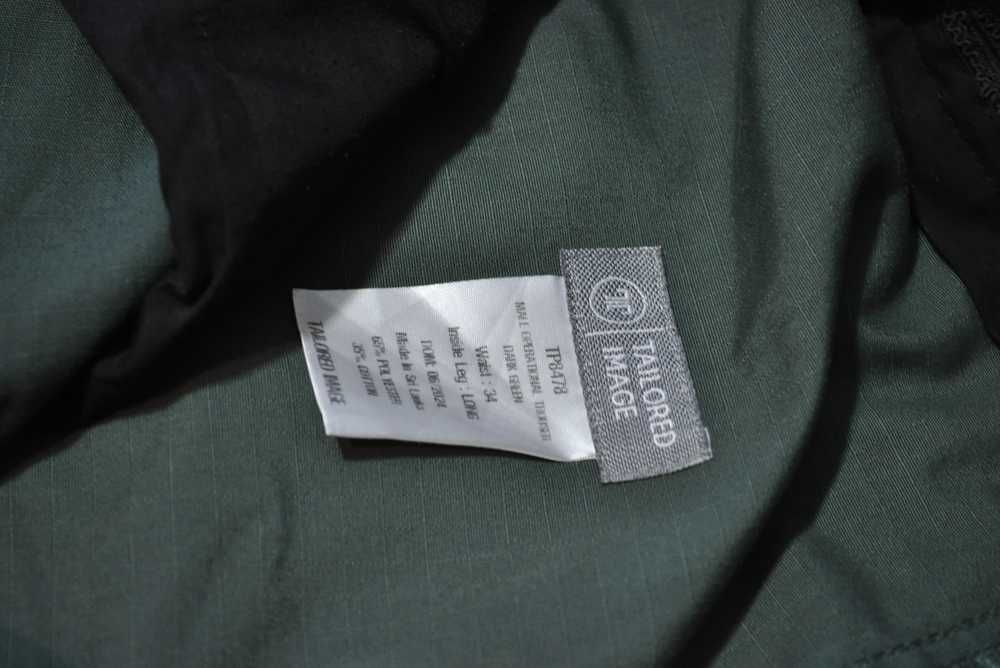 TAILORED
IMAGE
TP8478
MALE OPERATIONAL TROUSER
DARK GREEN
Waist : 34
Inside Leg : LONG
DOM: 06/2024
Made in Sri Lanka
65% POLYESTER
35% COTTON
TAILORED IMAGE